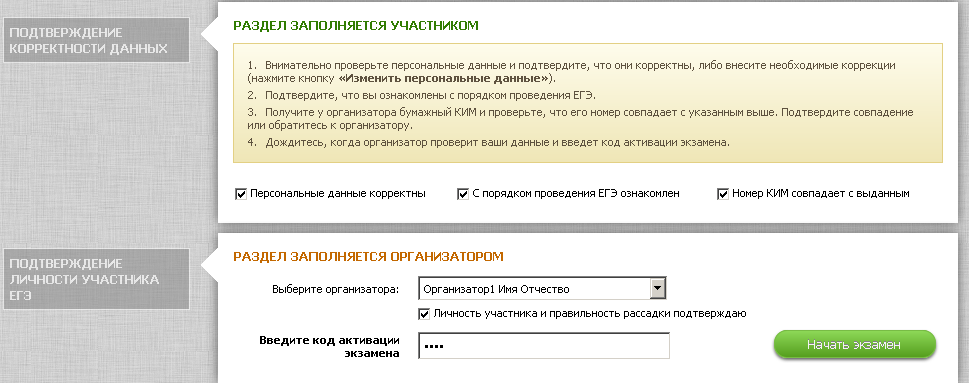 ПОДТВЕРЖДЕНИЕ
КОРРЕКТНОСТИ ДАННЫХ
РАЗДЕЛ ЗАПОЛНЯЕТСЯ УЧАСТНИКОМ
1. Внимательно проверьте персональные данные и подтвердите, что они корректны, либо внесите необходимые коррекции
(нажмите кнопку «Изменить персональные данные»).
2. Подтвердите, что вы ознакомлены с порядком проведения ЕГЭ.
3. Получите у организатора бумажный КИМ и проверьте, что его номер совпадает с указанным выше. Подтвердите совпадение
или обратитесь к организатору.
4. Дождитесь, когда организатор проверит ваши данные и введет код активации экзамена.
Персональные данные корректны С порядком проведения ЕГЭ ознакомлен Номер КИМ совпадает с выданным
ПОДТВЕРЖДЕНИЕ
ЛИЧНОСТИ УЧАСТНИКА
ЕГЭ
РАЗДЕЛ ЗАПОЛНЯЕТСЯ ОРГАНИЗАТОРОМ
Выберите организатора: Организатор1 Имя Отчество
Личность участника и правильность рассадки подтверждаю
Введите код активации
экзамена
••••
Начать экзамен